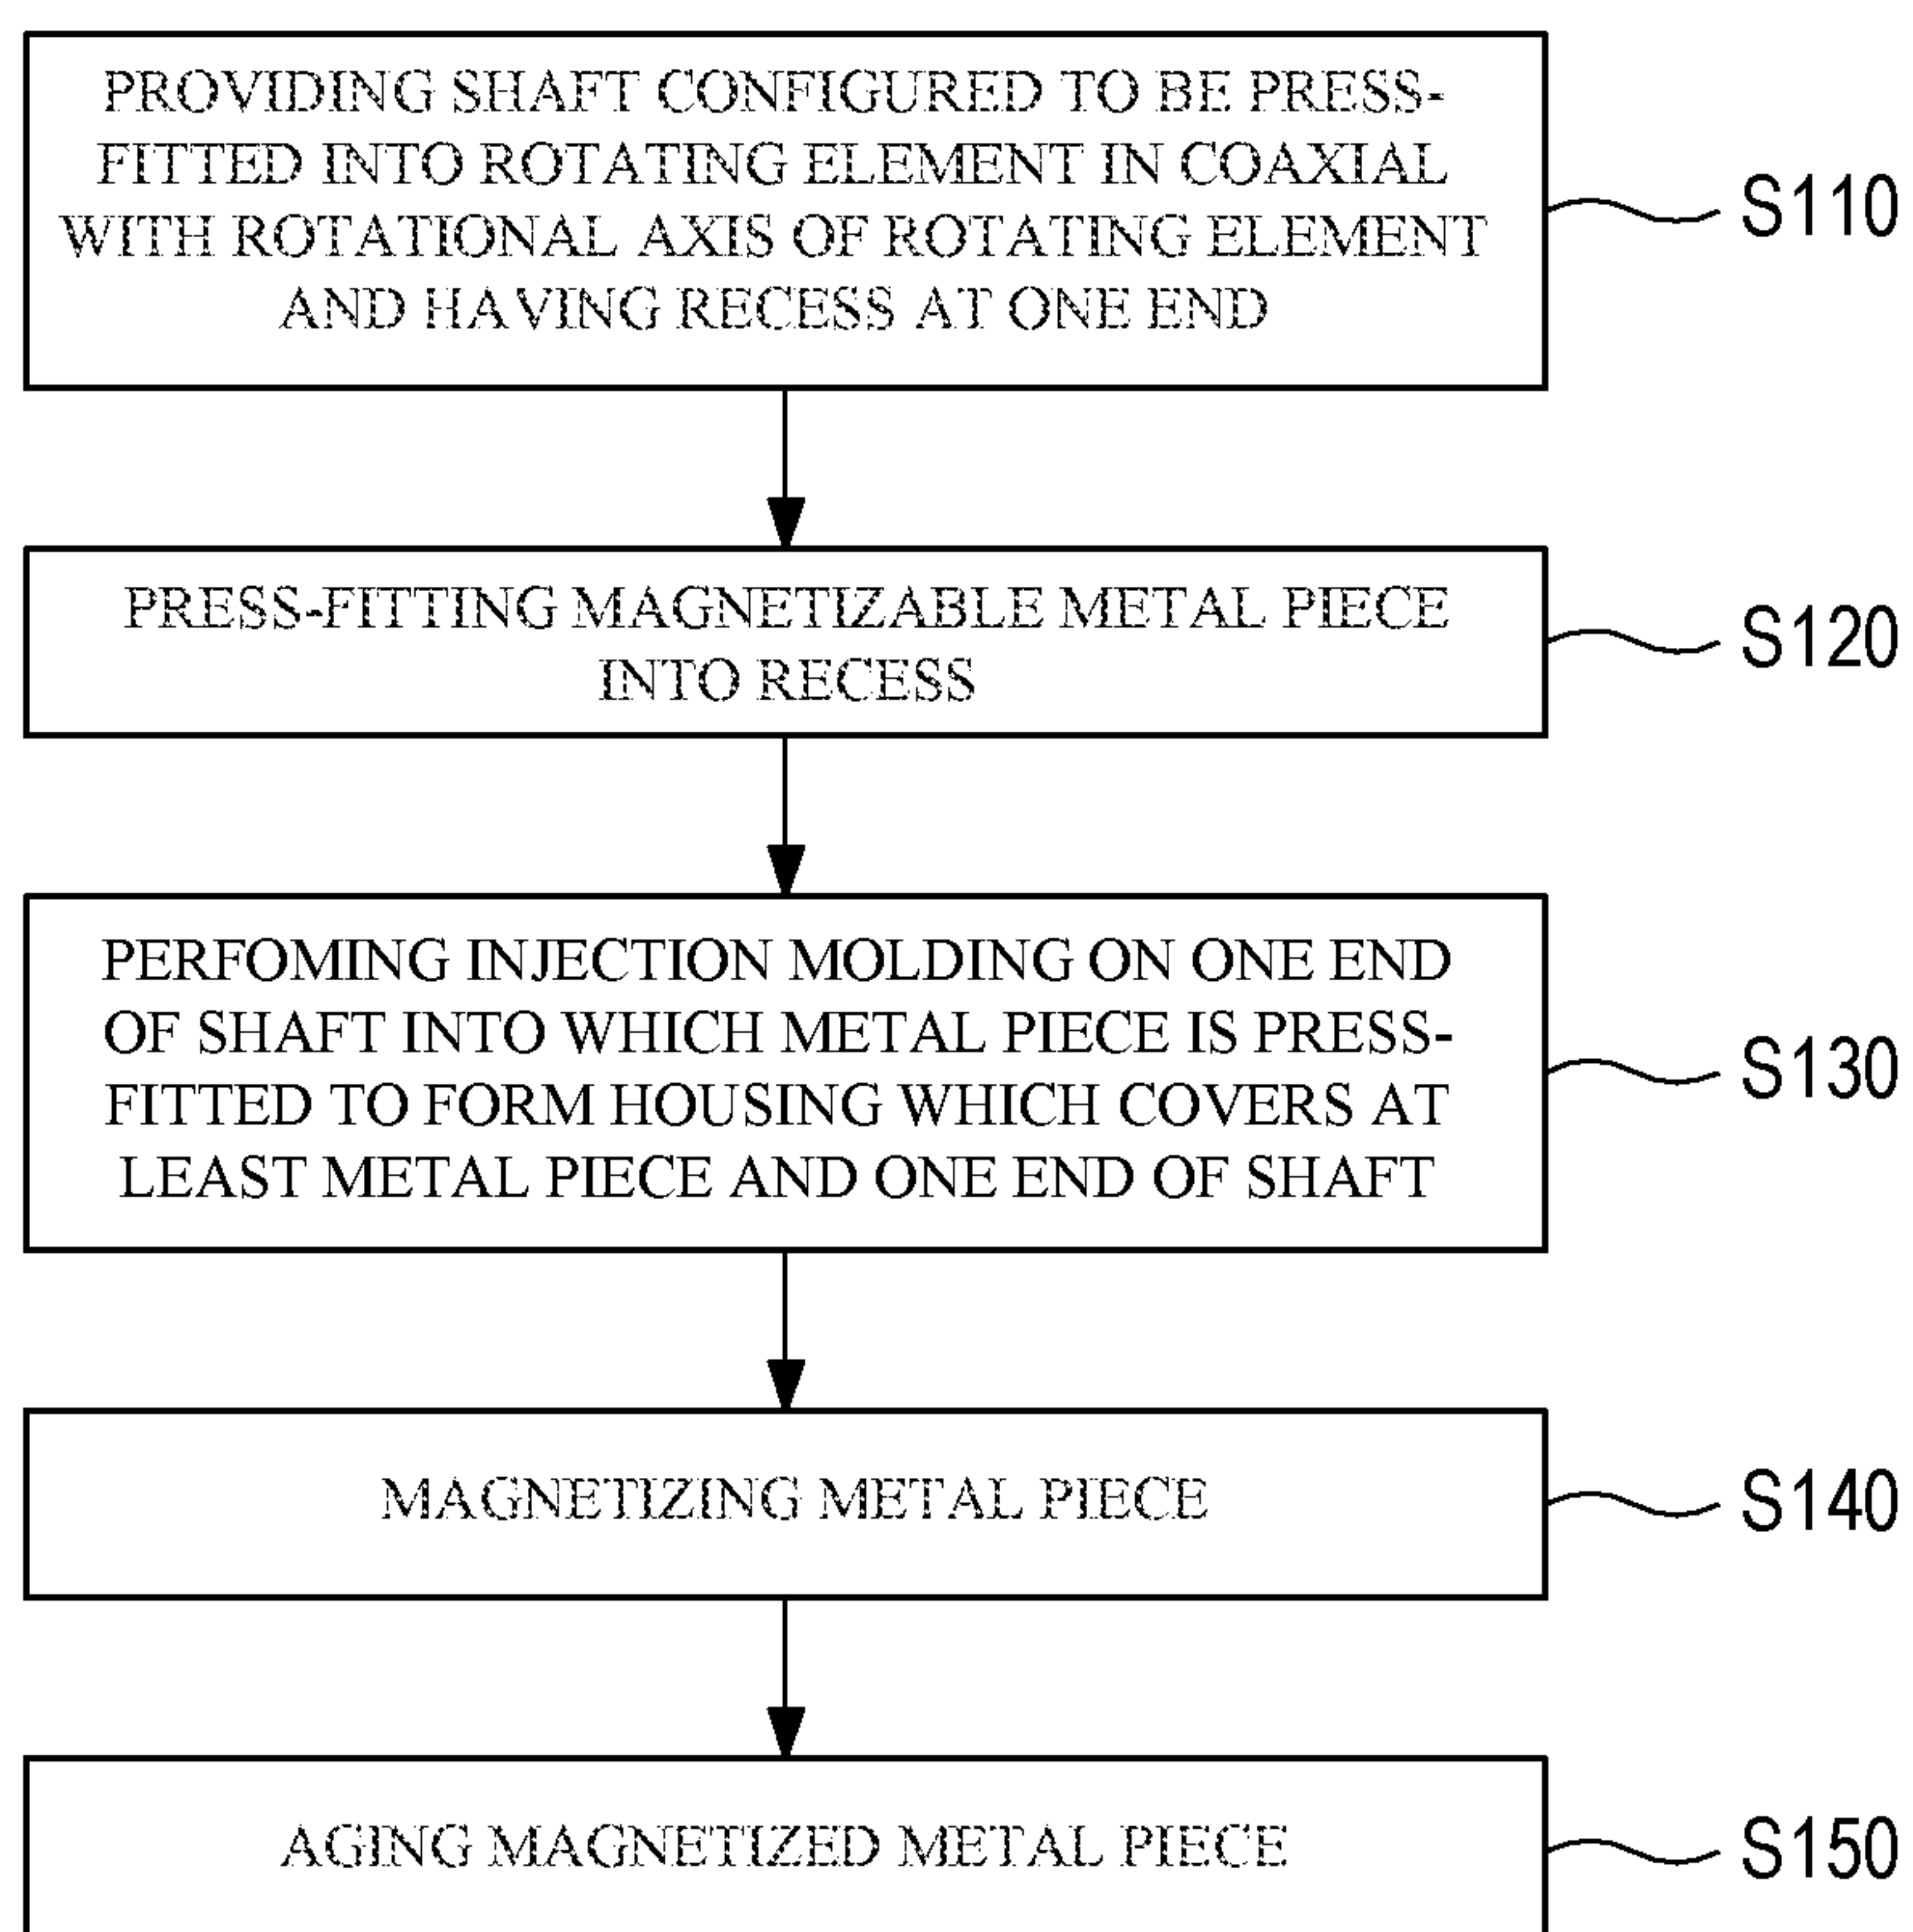 PROVIDING SHAFT CONFIGURED TO BE PRESS-
FITTED INTO ROTATING ELEMENT IN COAXIAL
WITH ROTATIONAL AXIS OF ROTATING ELEMENT
AND HAVING RECESS AT ONE END
S110
PRESS-FITTING MAGNETIZABLE METAL PIECE
INTO RECESS
S120
PERFOMING INJECTION MOLDING ON ONE END
OF SHAFT INTO WHICH METAL PIECE IS PRESS-
FITTED TO FORM HOUSING WHICH COVERS AT
LEAST METAL PIECE AND ONE END OF SHAFT
S130
MAGNETIZING METAL PIECE
S140
AGING MAGNETIZED METAL PIECE
S150